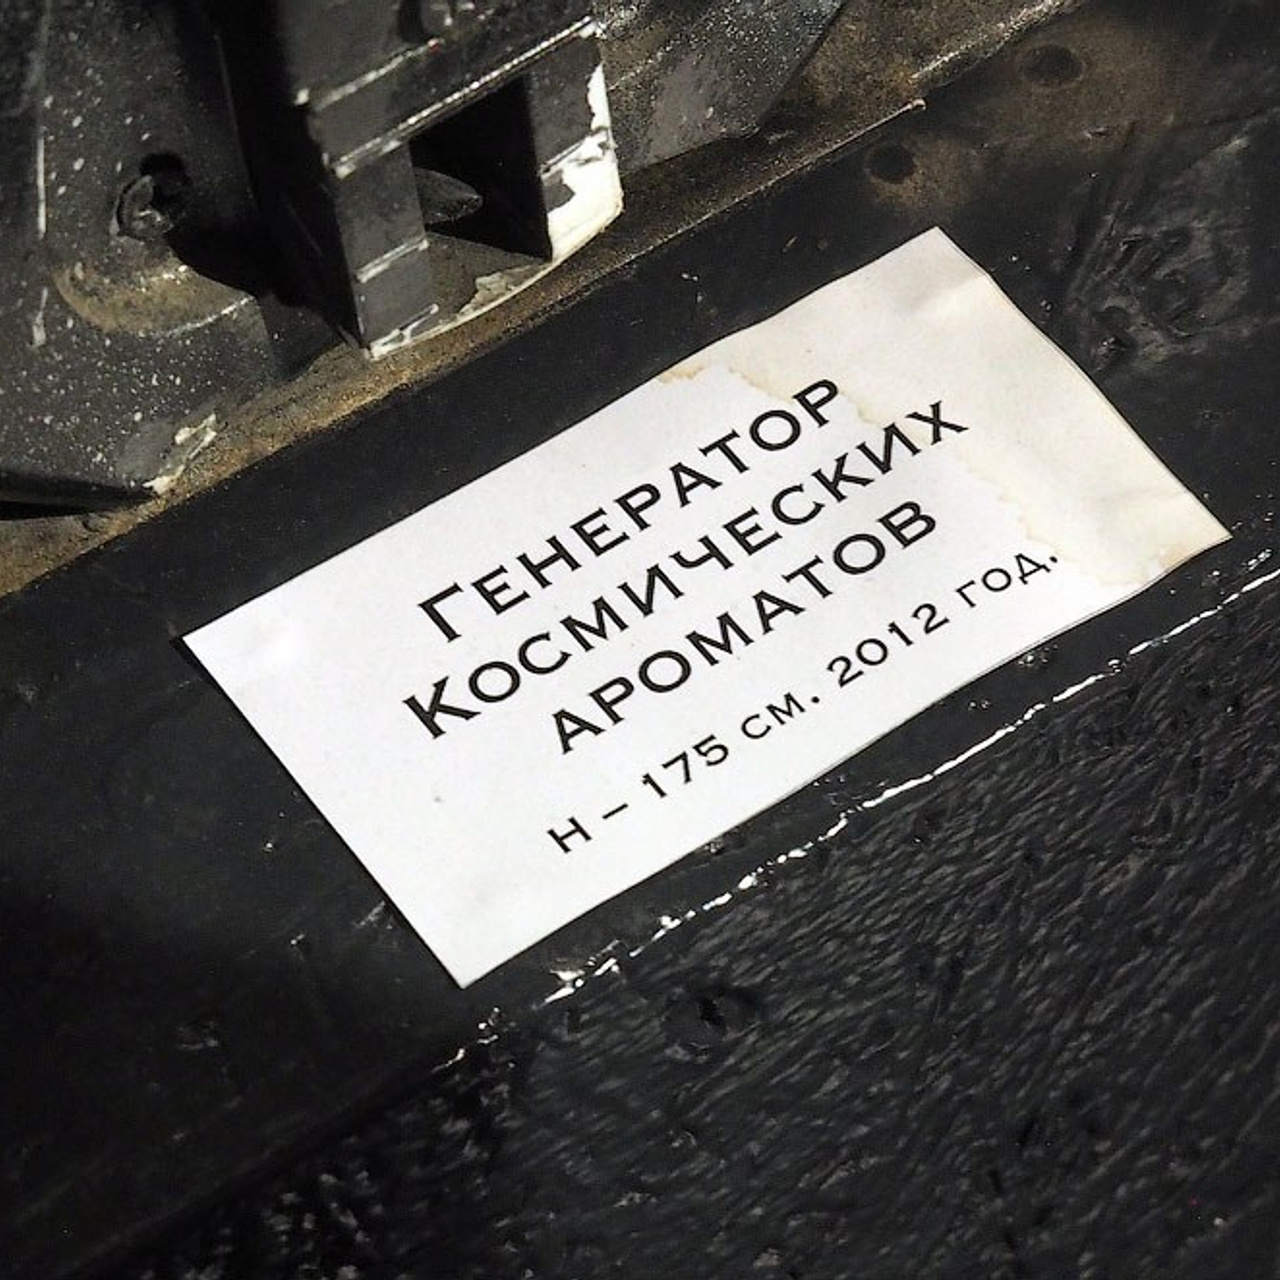 Генератор
космических
ароматов
н – 175 см. 2012 год.